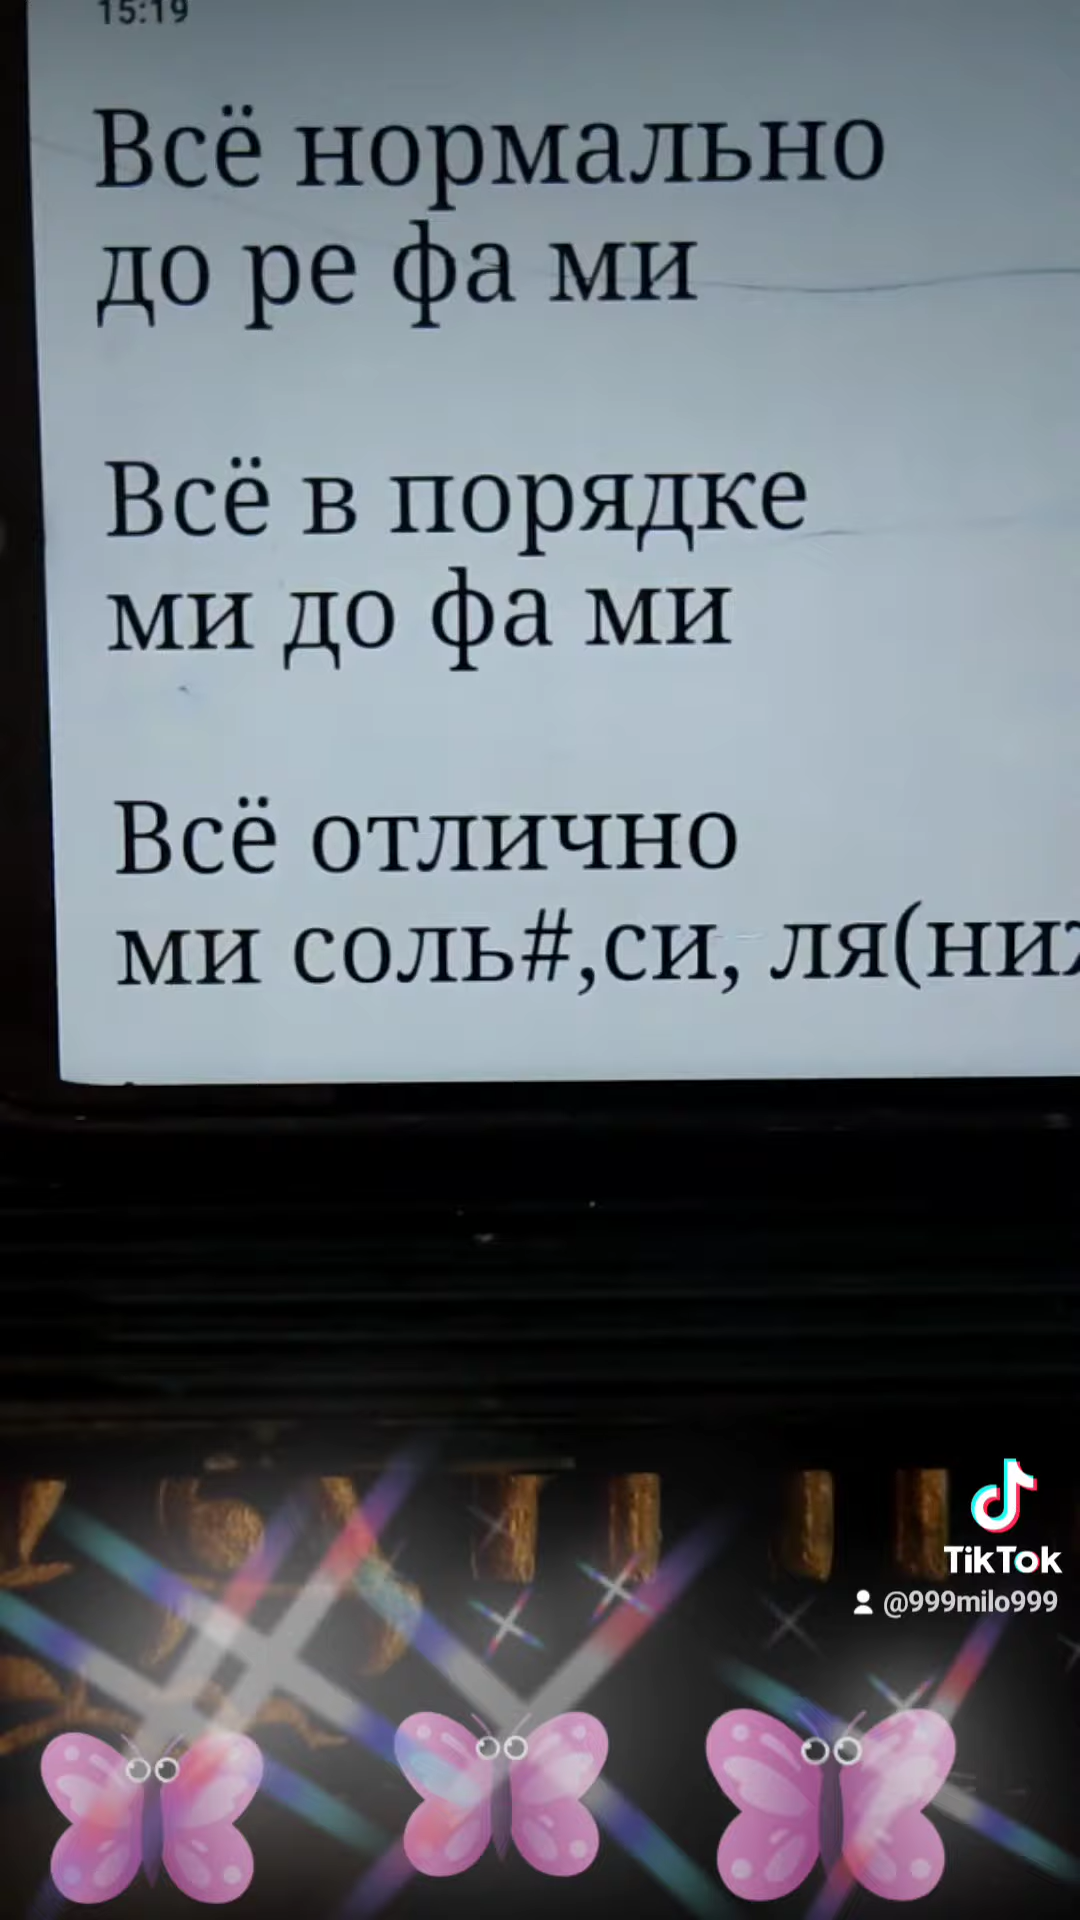 15:19
Всё нормально
до ре фа ми
Всё в порядке
ми до фа ми
Всё отлично
ми соль#,си, ля(ниж
TikTok
@999milo999